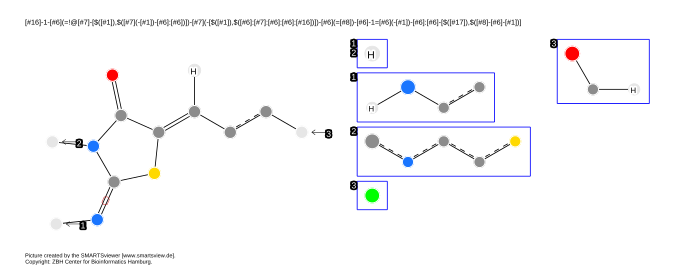 [#16]-1-[#6](=!@[#7]-[$([#1]),$([#7](-[#1])-[#6]:[#6])])-[#7](-[$([#1]),$([#6]:[#7]:[#6]:[#6]:[#16])])-[#6](=[#8])-[#6]-1=[#6](-[#1])-[#6]:[#6]-[$([#17]),$([#8]-[#6]-[#1])]
1
2
H
3
H
H
1
H
2
3
2
1
3
Picture created by the SMARTSviewer [www.smartsview.de].
Copyright: ZBH Center for Bioinformatics Hamburg.